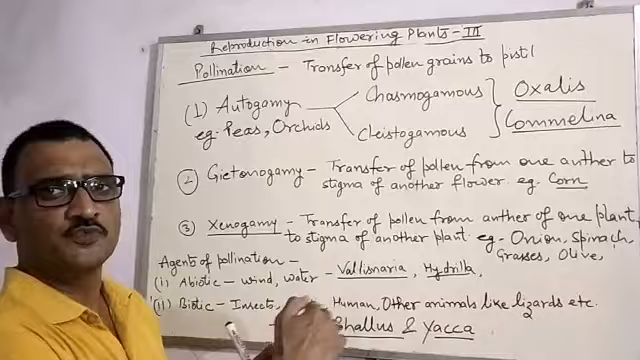 Reproduction in Flowering Plants - III
Pollination - Transfer of pollen grains to pistil
(1) Autogamy Chasmogamous Oxalis
eg. Peas, Orchids Cleistogamous Commelina
(2) Gietonogamy - Transfer of pollen from one anther to
stigma of another flower. eg. Corn
(3) Xenogamy - Transfer of pollen from anther of one plant
to stigma of another plant. eg - Onion, Spinach,
Grasses, Olive,
Agents of pollination -
(i) Abiotic - wind, water - Vallisnaria, Hydrilla,
(ii) Biotic - Insects, Human, Other animals like lizards etc.
& Yacca